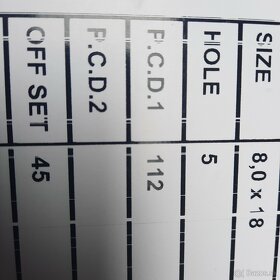 SIZE 8,0 x 18
HOLE 5
P.C.D.1 112
P.C.D.2
OFF SET 45